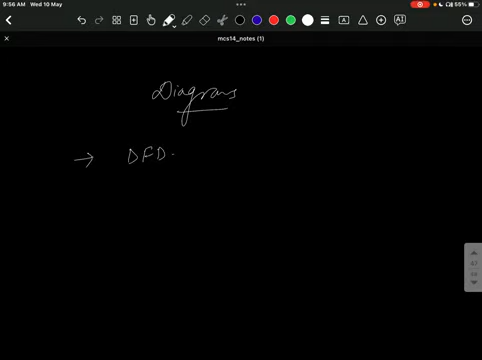 9:56 AM Wed 10 May
55%
mcs14_notes (1)
Diagrams
→ DFD